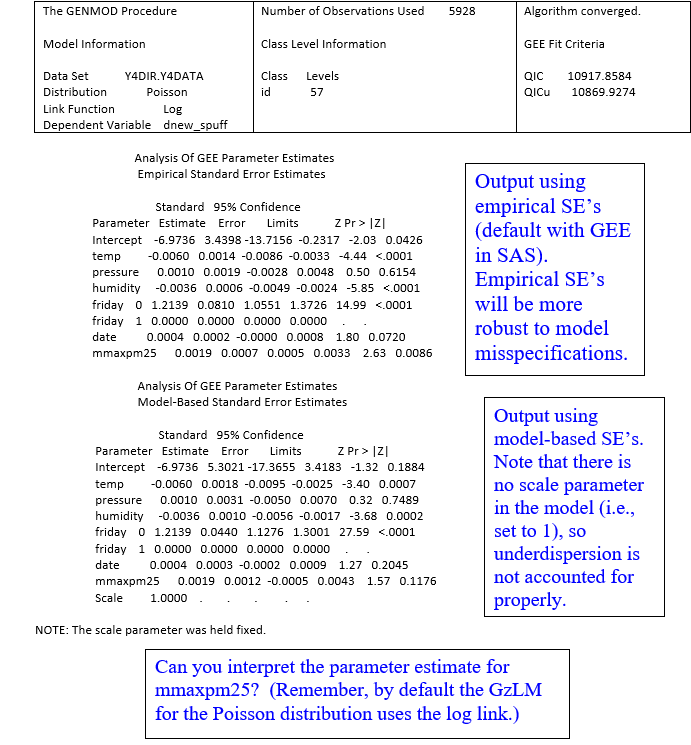 The GENMOD Procedure
Model Information
Data Set Y4DIR.Y4DATA
Distribution Poisson
Link Function Log
Dependent Variable dnew_spuff
Number of Observations Used 5928
Class Level Information
Class Levels
id 57
Algorithm converged.
GEE Fit Criteria
QIC 10917.8584
QICu 10869.9274
Analysis Of GEE Parameter Estimates
Empirical Standard Error Estimates
Standard 95% Confidence
Parameter Estimate Error Limits Z Pr > |Z|
Intercept -6.9736 3.4398 -13.7156 -0.2317 -2.03 0.0426
temp -0.0060 0.0014 -0.0086 -0.0033 -4.44 <.0001
pressure 0.0010 0.0019 -0.0028 0.0048 0.50 0.6154
humidity -0.0036 0.0006 -0.0049 -0.0024 -5.85 <.0001
friday 0 1.2139 0.0810 1.0551 1.3726 14.99 <.0001
friday 1 0.0000 0.0000 0.0000 0.0000 . .
date 0.0004 0.0002 -0.0000 0.0008 1.80 0.0720
mmaxpm25 0.0019 0.0007 0.0005 0.0033 2.63 0.0086
Output using
empirical SE's
(default with GEE
in SAS).
Empirical SE's
will be more
robust to model
misspecifications.
Analysis Of GEE Parameter Estimates
Model-Based Standard Error Estimates
Standard 95% Confidence
Parameter Estimate Error Limits Z Pr > |Z|
Intercept -6.9736 5.3021 -17.3655 3.4183 -1.32 0.1884
temp -0.0060 0.0018 -0.0095 -0.0025 -3.40 0.0007
pressure 0.0010 0.0031 -0.0050 0.0070 0.32 0.7489
humidity -0.0036 0.0010 -0.0056 -0.0017 -3.68 0.0002
friday 0 1.2139 0.0440 1.1276 1.3001 27.59 <.0001
friday 1 0.0000 0.0000 0.0000 0.0000 . .
date 0.0004 0.0003 -0.0002 0.0009 1.27 0.2045
mmaxpm25 0.0019 0.0012 -0.0005 0.0043 1.57 0.1176
Scale 1.0000 . . . . .
Output using
model-based SE's.
Note that there is
no scale parameter
in the model (i.e.,
set to 1), so
underdispersion is
not accounted for
properly.
NOTE: The scale parameter was held fixed.
Can you interpret the parameter estimate for
mmaxpm25? (Remember, by default the GzLM
for the Poisson distribution uses the log link.)